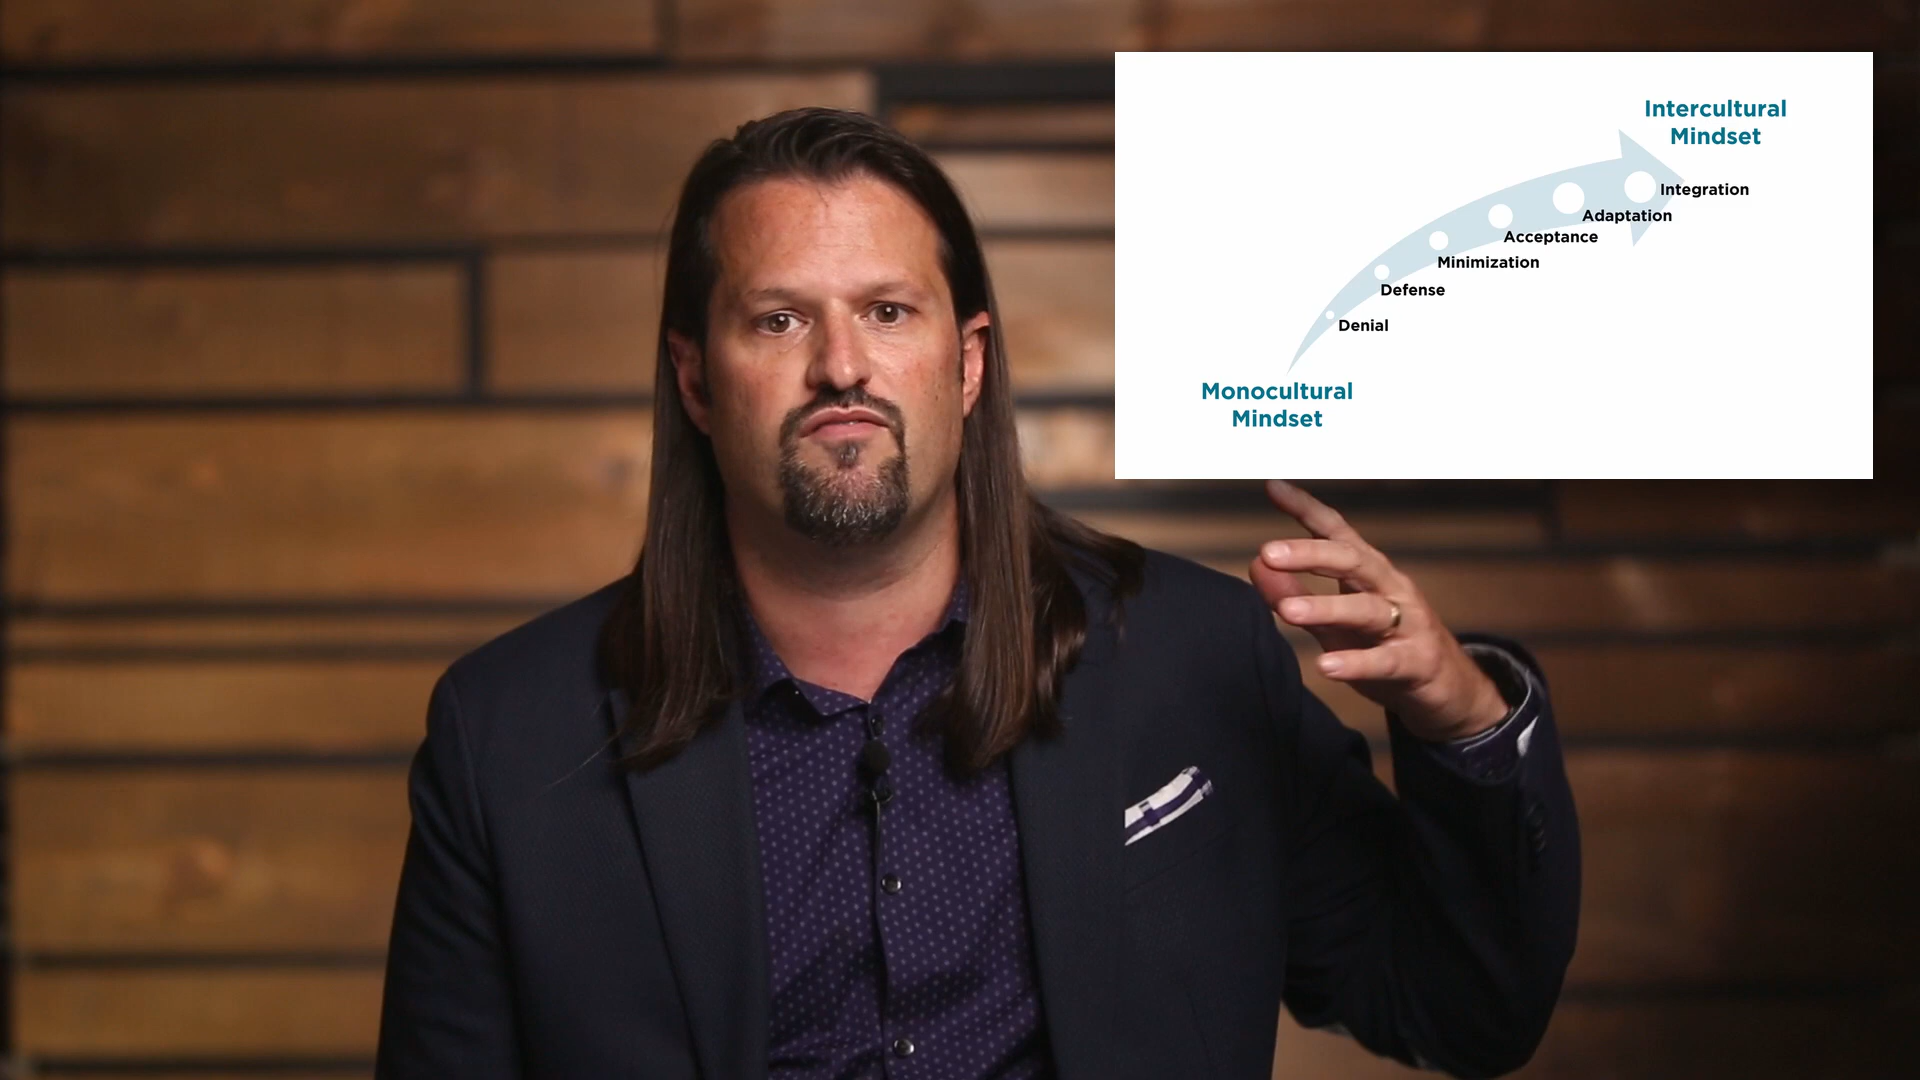 Intercultural
Mindset
Integration
Adaptation
Acceptance
Minimization
Defense
Denial
Monocultural
Mindset